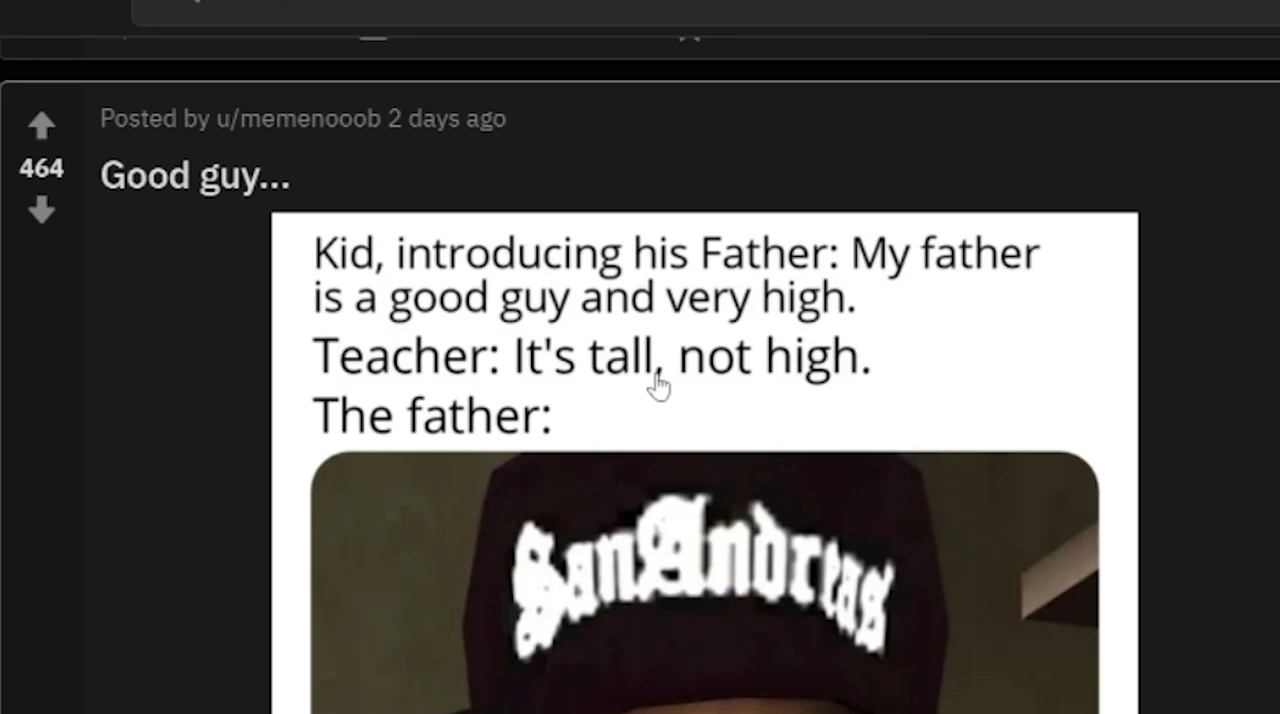 Posted by u/memenooob 2 days ago
464
Good guy...
Kid, introducing his Father: My father
is a good guy and very high.
Teacher: It's tall, not high.
The father:
SanAndreas